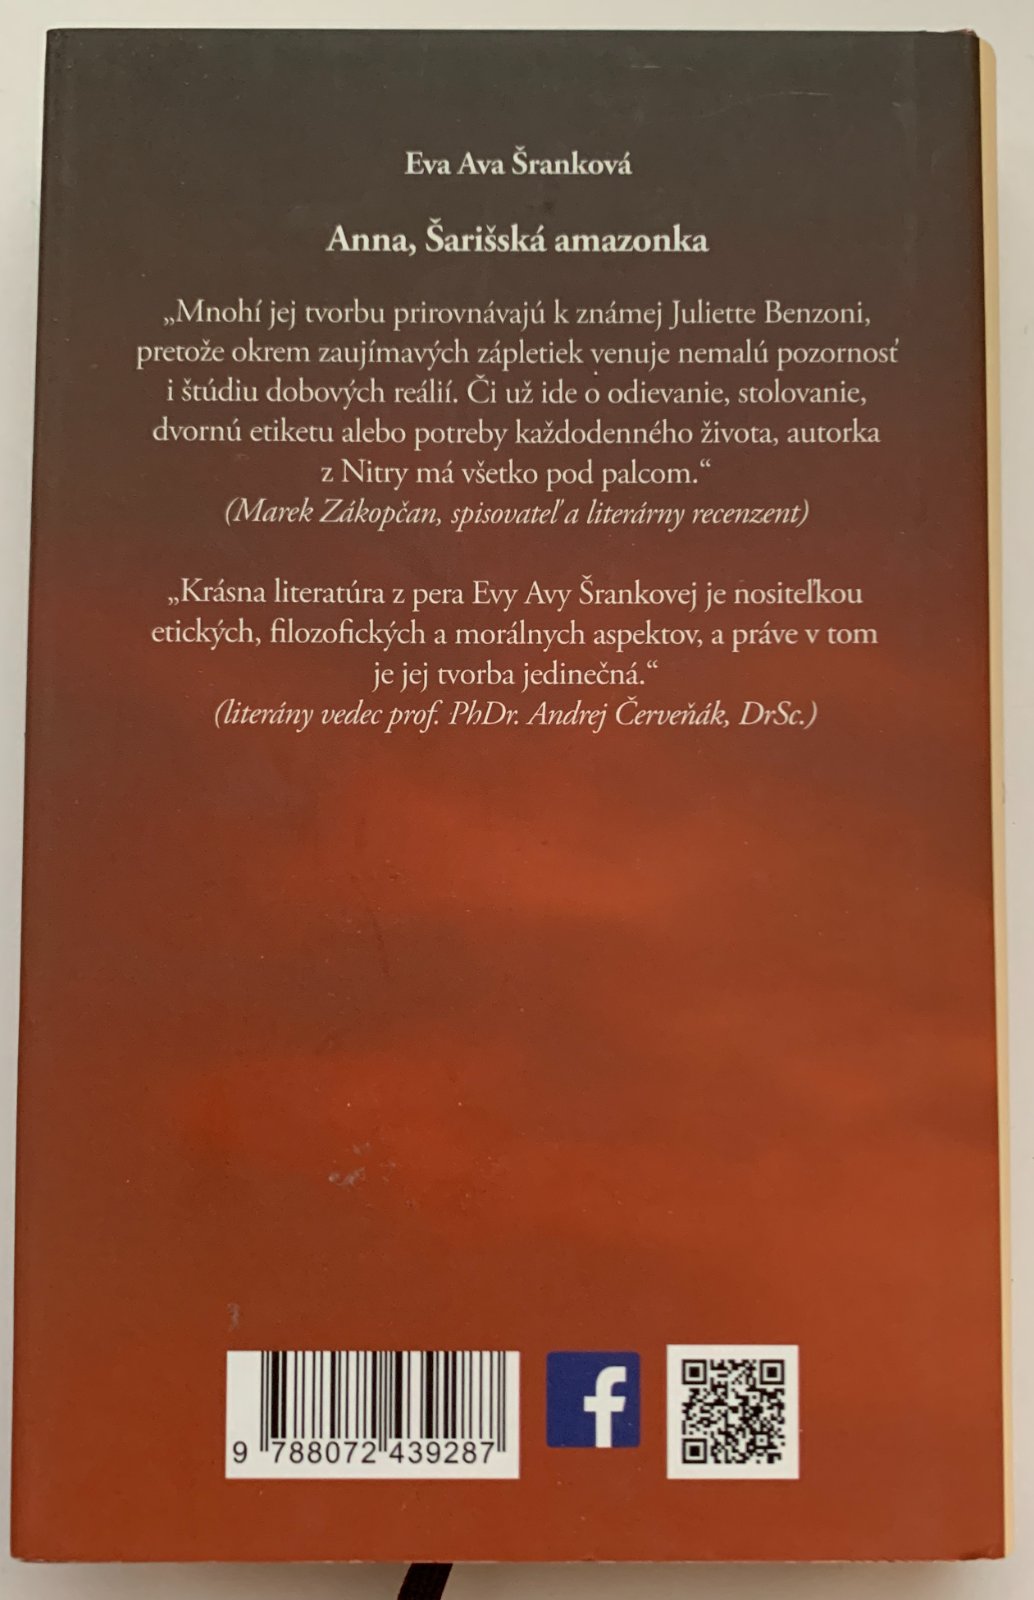 Eva Ava Šranková
Anna, Šarišská amazonka
„Mnohí jej tvorbu prirovnávajú k známej Juliette Benzoni,
pretože okrem zaujímavých zápletiek venuje nemalú pozornosť
i štúdiu dobových reálií. Či už ide o odievanie, stolovanie,
dvornú etiketu alebo potreby každodenného života, autorka
z Nitry má všetko pod palcom.“
(Marek Zákopčan, spisovateľ a literárny recenzent)
„Krásna literatúra z pera Evy Avy Šrankovej je nositeľkou
etických, filozofických a morálnych aspektov, a práve v tom
je jej tvorba jedinečná.“
(literány vedec prof. PhDr. Andrej Červeňák, DrSc.)
9 788072 439287
f